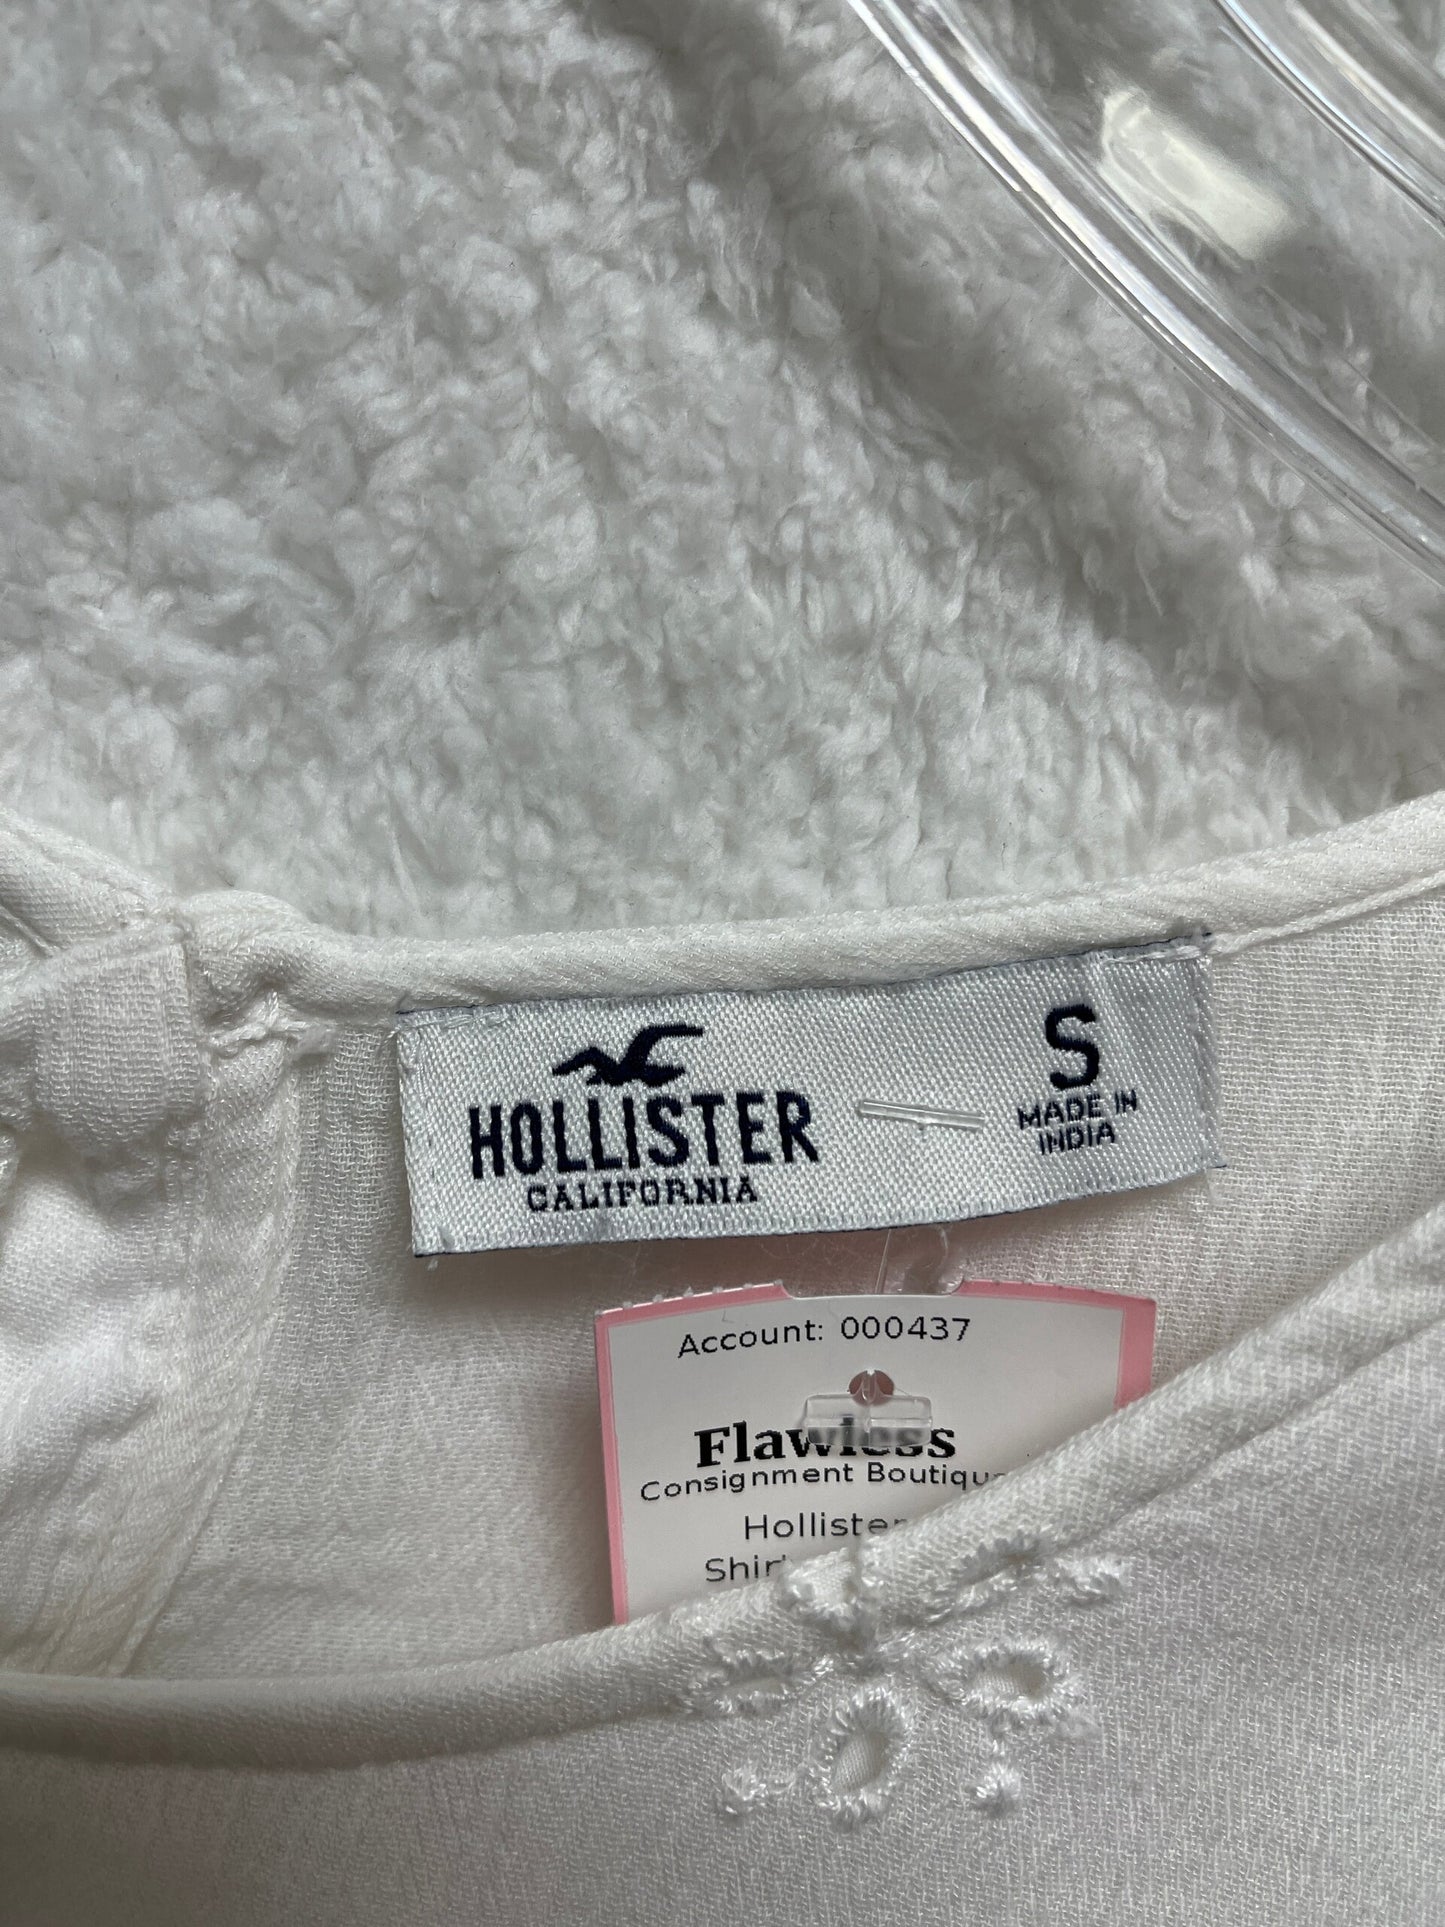 HOLLISTER
CALIFORNIA
S
MADE IN
INDIA
Account: 000437
Flawless
Consignment Boutique
Hollister